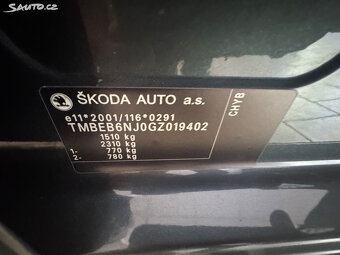 Sauto.cz
ŠKODA AUTO a.s.
e11*2001/116*0291
TMBEB6NJ0GZ019402
1510 kg
2310 kg
1- 770 kg
2- 780 kg
CHYB